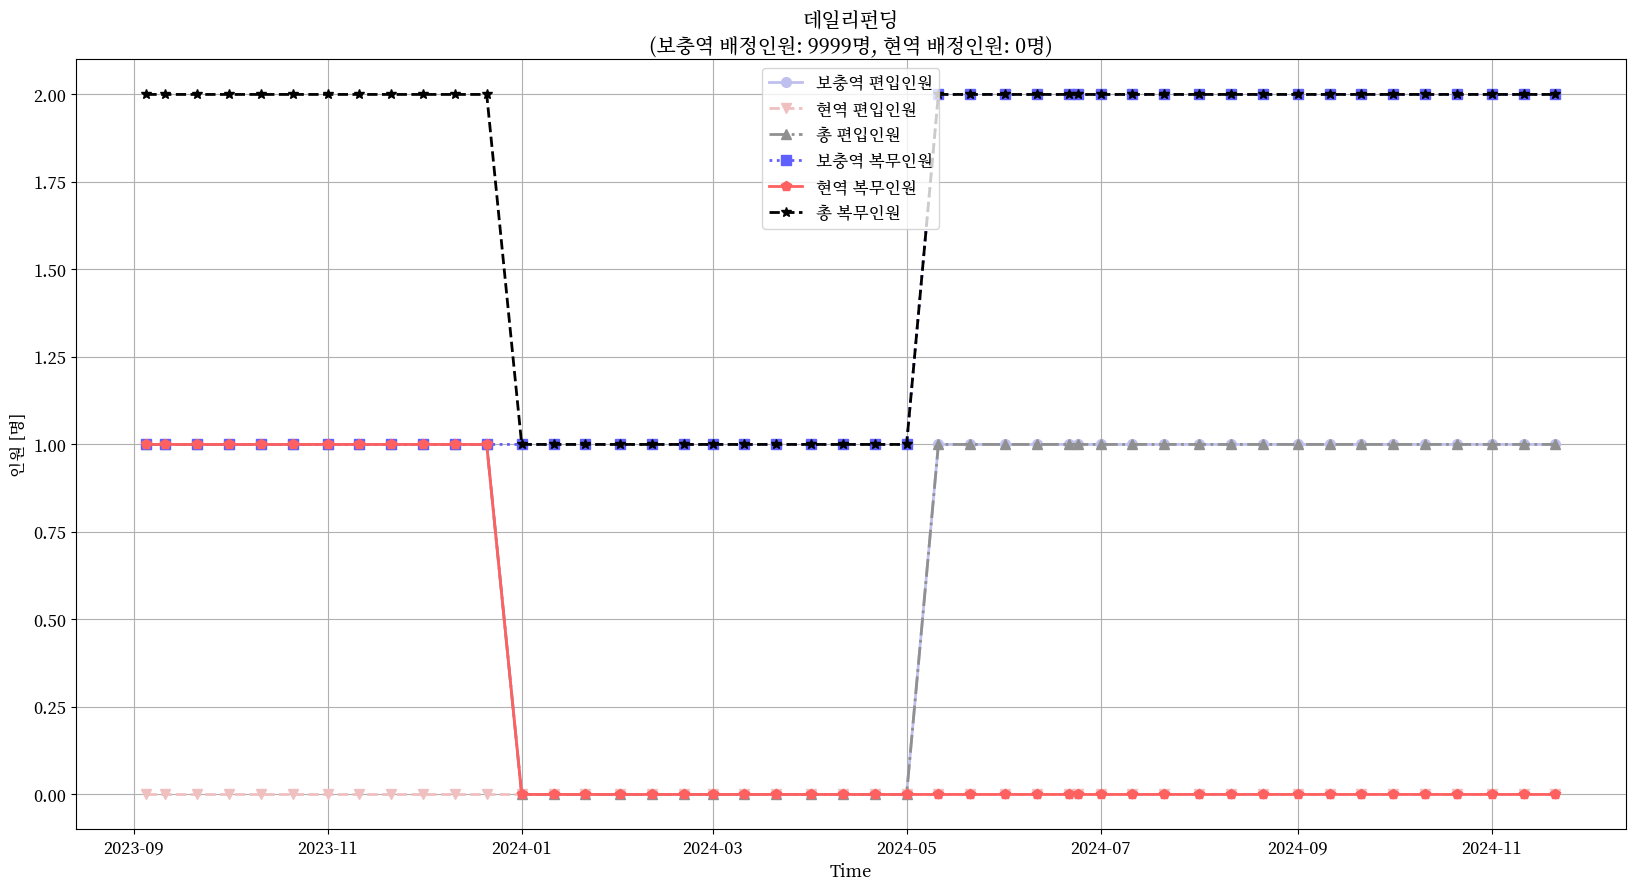 데일리펀딩
(보충역 배정인원: 9999명, 현역 배정인원: 0명)
보충역 편입인원
현역 편입인원
총 편입인원
보충역 복무인원
현역 복무인원
총 복무인원
인원 [명]
2.00
1.75
1.50
1.25
1.00
0.75
0.50
0.25
0.00
2023-09
2023-11
2024-01
2024-03
2024-05
2024-07
2024-09
2024-11
Time